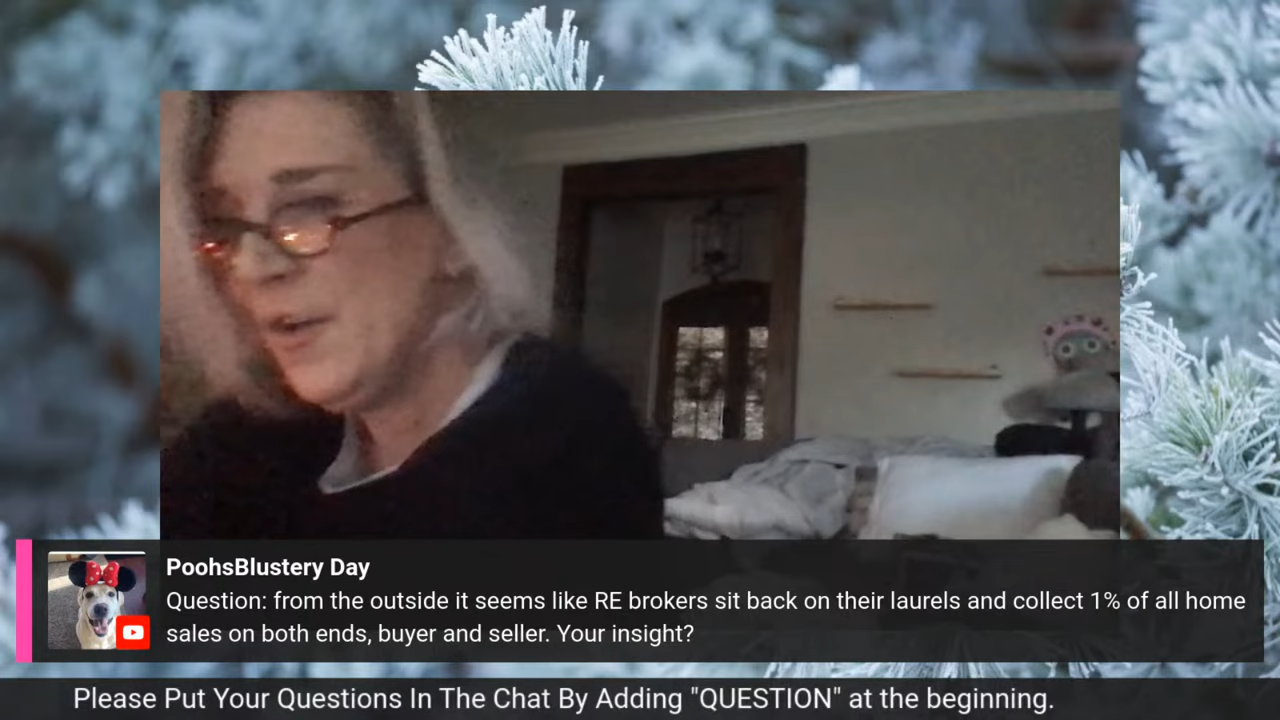 PoohsBlustery Day
Question: from the outside it seems like RE brokers sit back on their laurels and collect 1% of all home
sales on both ends, buyer and seller. Your insight?
Please Put Your Questions In The Chat By Adding "QUESTION" at the beginning.